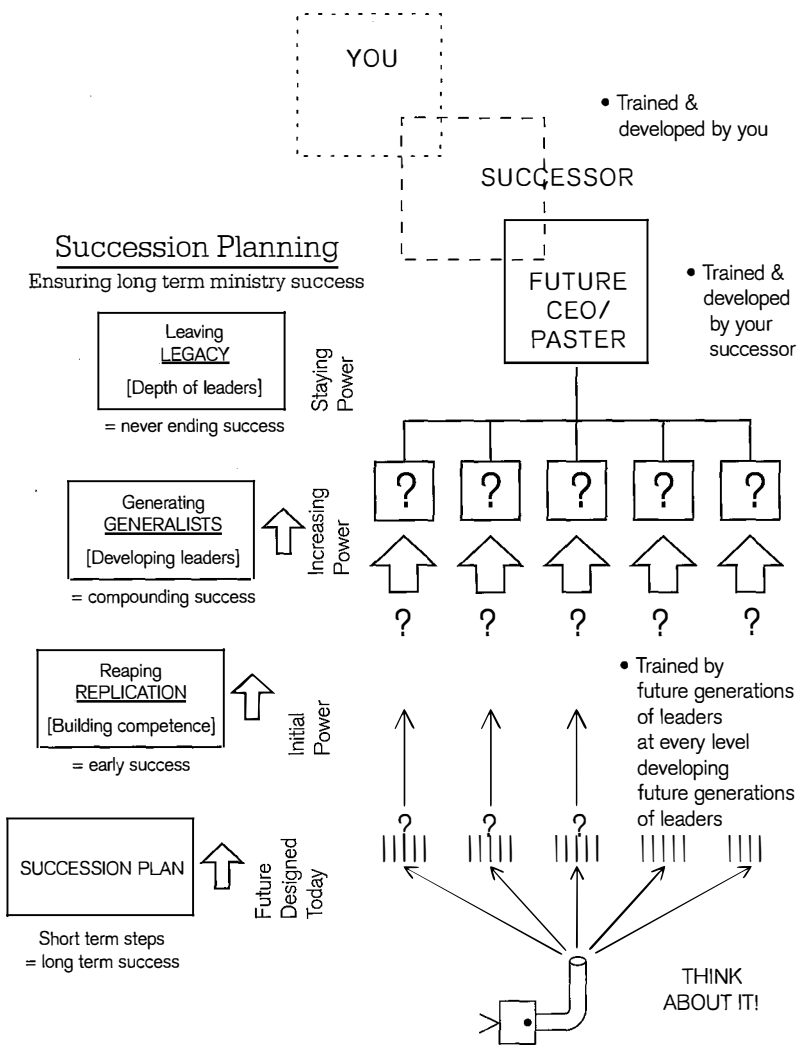 YOU
• Trained &
developed by you
SUCCESSOR
Succession Planning
Ensuring long term ministry success
FUTURE
CEO/
PASTER
• Trained &
developed
by your
successor
Leaving
LEGACY
[Depth of leaders]
= never ending success
Staying
Power
? ? ? ? ?
Generating
GENERALISTS
[Developing leaders]
= compounding success
Increasing
Power
? ? ? ? ?
Reaping
REPLICATION
[Building competence]
= early success
Initial
Power
• Trained by
future generations
of leaders
at every level
developing
future generations
of leaders
? ? ?
SUCCESSION PLAN
Short term steps
= long term success
Future
Designed
Today
THINK
ABOUT IT!